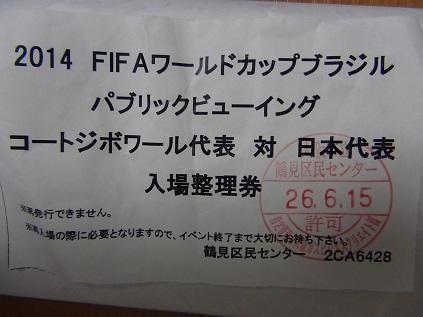 2014 FIFAワールドカップブラジル
パブリックビューイング
コートジボワール代表 対 日本代表
入場整理券
鶴見区民センター
26.6.15
許可
※再発行できません。
※再入場の際に必要となりますので、イベント終了まで大切にお持ち下さい。
鶴見区民センター 2CA6428